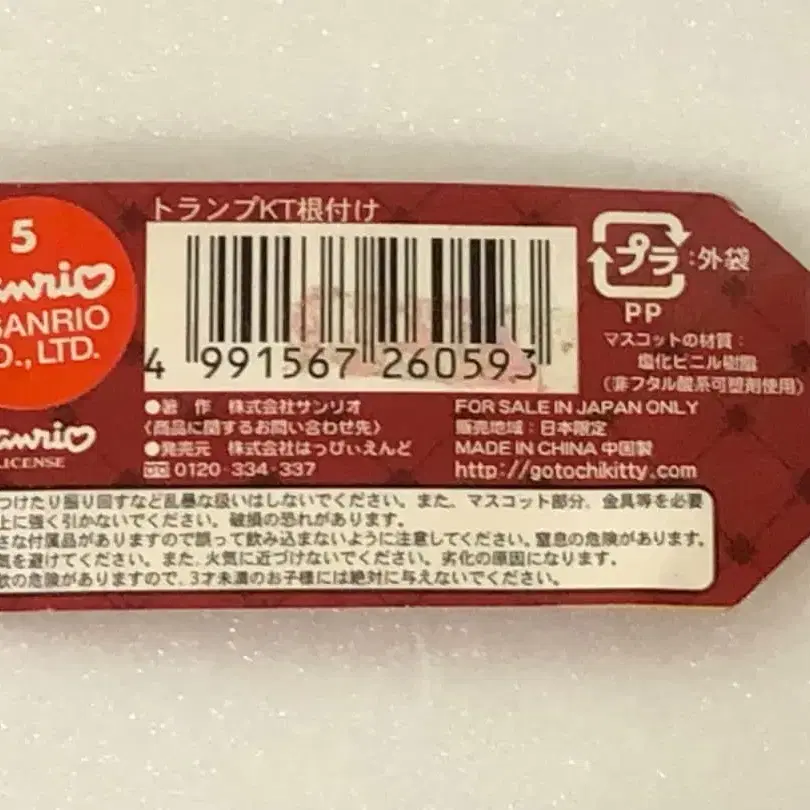 5
Sanrio
SANRIO
CO., LTD.
Sanrio
LICENSE
トランプKT根付け
4 991567 260593
プラ:外袋
PP
マスコットの材質:
塩化ビニル樹脂
(非フタル酸系可塑剤使用)
●著 作 株式会社サンリオ
〈商品に関するお問い合わせ先〉
●発売元 株式会社はっぴぃえんど
0120-334-337
FOR SALE IN JAPAN ONLY
販売地域:日本限定
MADE IN CHINA 中国製
http://gotochikitty.com
つけたり振り回すなど乱暴な扱いはしないでください。また、マスコット部分、金具等を必要
上に強く引かないでください。破損の恐れがあります。
さな付属品がありますので誤って飲み込まないように注意してください。窒息の危険があります。
気を避けてください。また、火気に近づけないでください。劣化の原因になります。
飲の危険がありますので、3才未満のお子様には絶対に与えないでください。